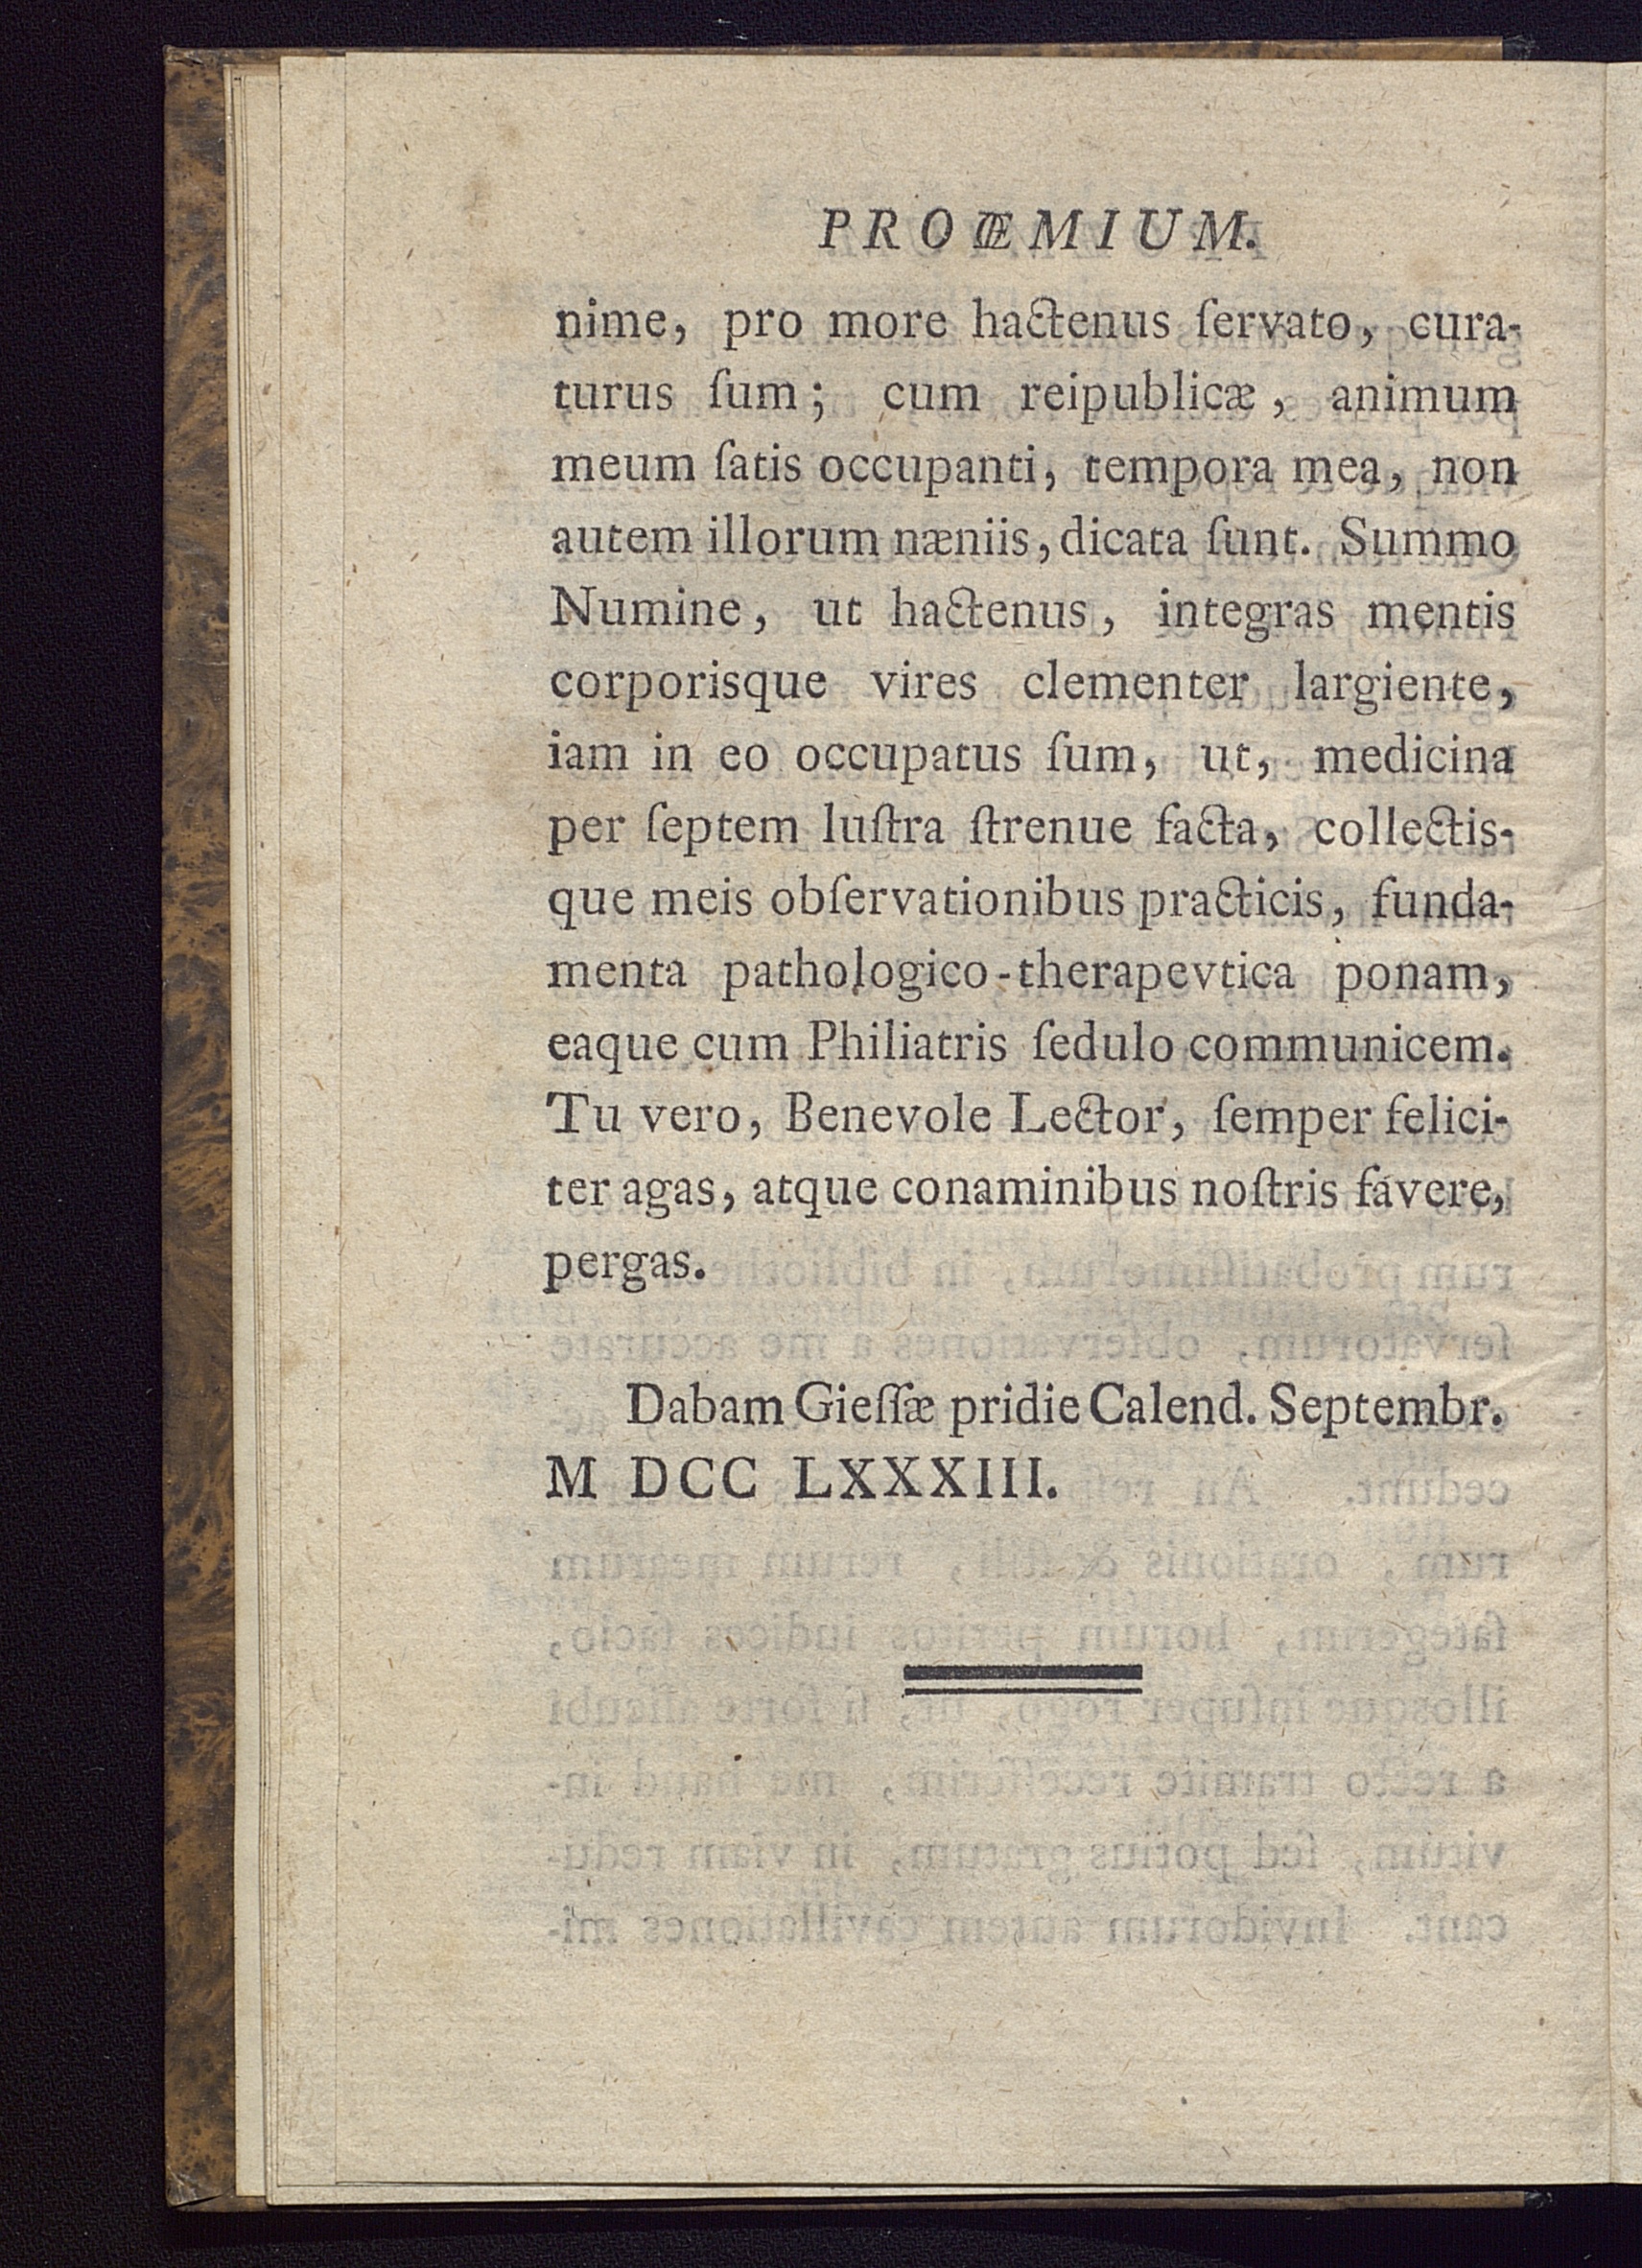 PROŒMIUM.
nime, pro more hactenus ſervato, cura-
turus ſum; cum reipublicæ, animum
meum ſatis occupanti, tempora mea, non
autem illorum næniis, dicata ſunt. Summo
Numine, ut hactenus, integras mentis
corporisque vires clementer largiente,
iam in eo occupatus ſum, ut, medicina
per ſeptem luſtra ſtrenue facta, collectis-
que meis obſervationibus practicis, funda-
menta pathologico-therapevtica ponam,
eaque cum Philiatris ſedulo communicem.
Tu vero, Benevole Lector, ſemper felici-
ter agas, atque conaminibus noſtris favere,
pergas.
Dabam Gieſſæ pridie Calend. Septembr.
M DCC LXXXIII.